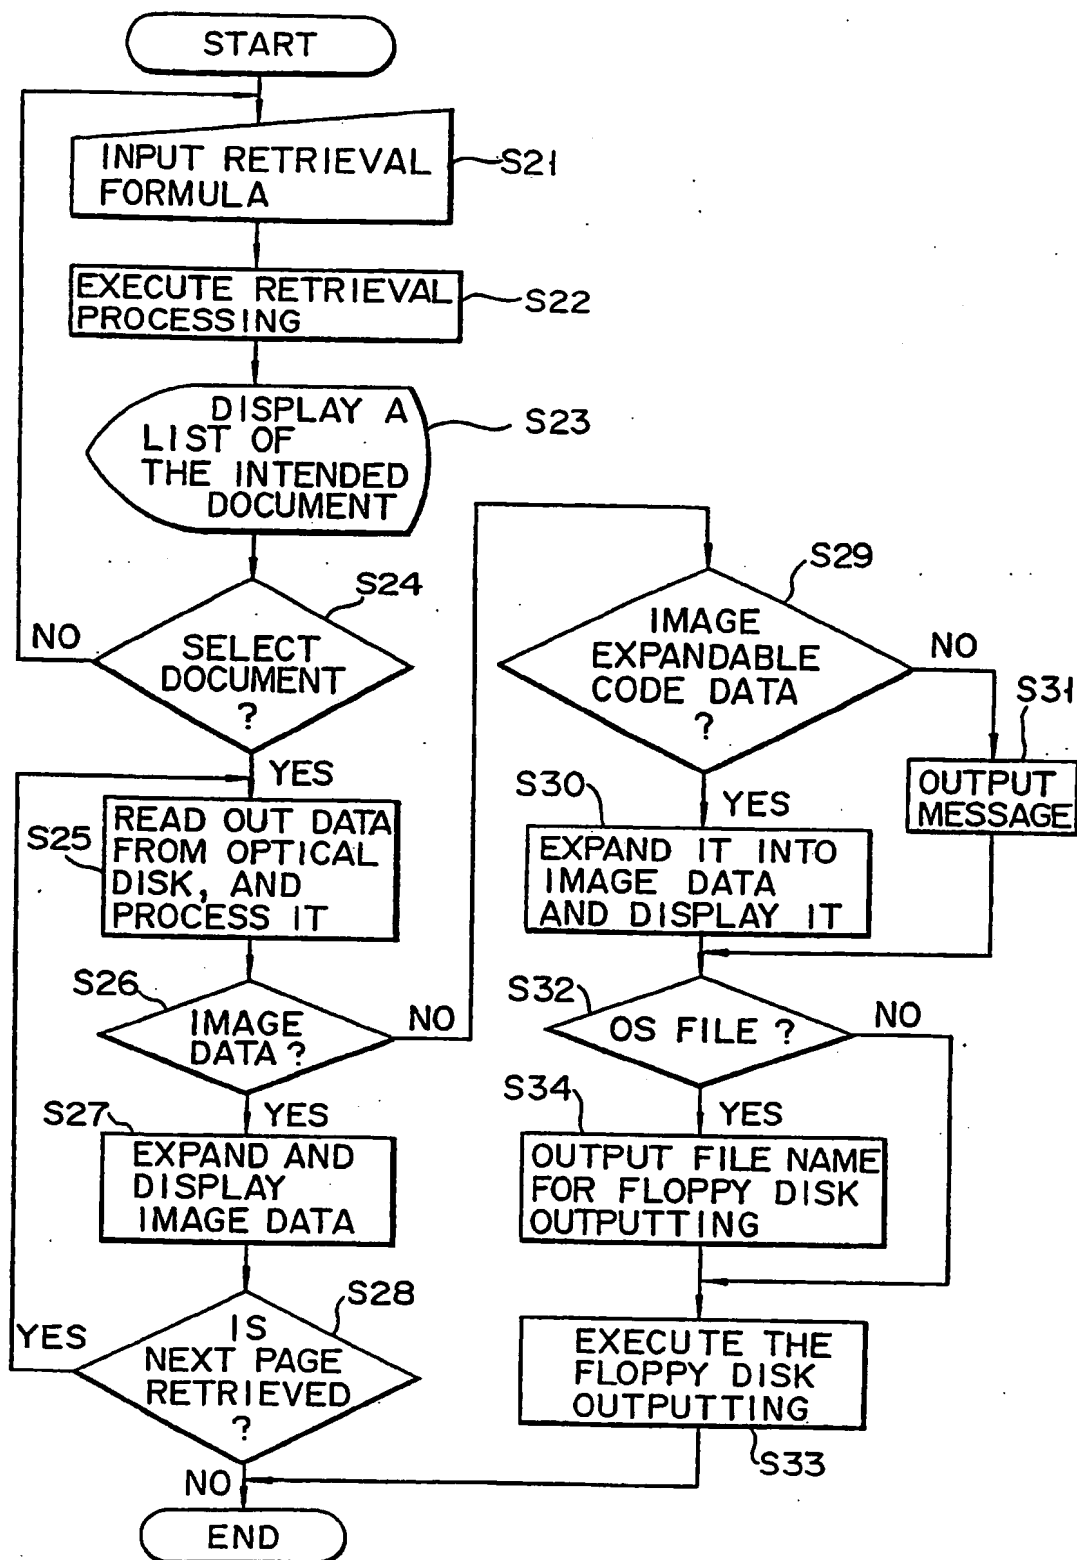 START
INPUT RETRIEVAL
FORMULA
S21
EXECUTE RETRIEVAL
PROCESSING
S22
DISPLAY A
LIST OF
THE INTENDED
DOCUMENT
S23
S24
SELECT
DOCUMENT
?
NO
YES
S25
READ OUT DATA
FROM OPTICAL
DISK, AND
PROCESS IT
S26
IMAGE
DATA?
NO
YES
S27
EXPAND AND
DISPLAY
IMAGE DATA
S28
IS
NEXT PAGE
RETRIEVED
?
YES
NO
END
S29
IMAGE
EXPANDABLE
CODE DATA
?
NO
YES
S31
OUTPUT
MESSAGE
S30
EXPAND IT INTO
IMAGE DATA
AND DISPLAY IT
S32
OS FILE ?
NO
YES
S34
OUTPUT FILE NAME
FOR FLOPPY DISK
OUTPUTTING
EXECUTE THE
FLOPPY DISK
OUTPUTTING
S33